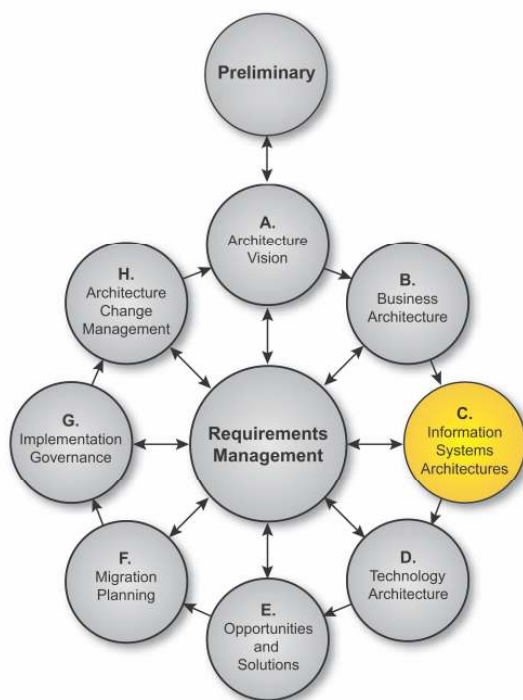 Preliminary
A.
Architecture
Vision
B.
Business
Architecture
C.
Information
Systems
Architectures
D.
Technology
Architecture
E.
Opportunities
and
Solutions
F.
Migration
Planning
G.
Implementation
Governance
H.
Architecture
Change
Management
Requirements
Management